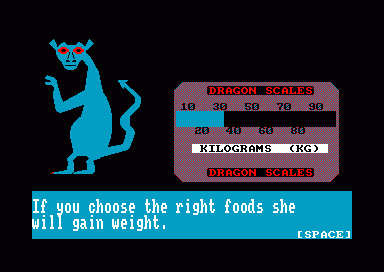 DRAGON SCALES
10 30 50 70 90
20 40 60 80
KILOGRAMS (KG)
DRAGON SCALES
If you choose the right foods she
will gain weight.
[SPACE]